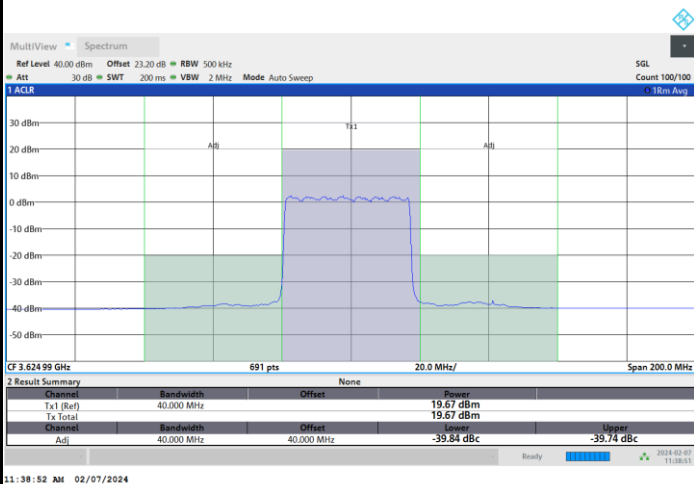 MultiView Spectrum
Ref Level 40.00 dBm Offset 23.20 dB RBW 500 kHz SGL
Att 30 dB SWT 200 ms VBW 2 MHz Mode Auto Sweep Count 100/100
1 ACLR 1Rm Avg
30 dBm
Tx1
20 dBm
Adj Adj
10 dBm
0 dBm
-10 dBm
-20 dBm
-30 dBm
-40 dBm
-50 dBm
CF 3.624 99 GHz 691 pts 20.0 MHz/ Span 200.0 MHz
2 Result Summary None
Channel Bandwidth Offset Power
Tx1 (Ref) 40.000 MHz 19.67 dBm
Tx Total 19.67 dBm
Channel Bandwidth Offset Lower Upper
Adj 40.000 MHz 40.000 MHz -39.84 dBc -39.74 dBc
Ready 2024-02-07
11:38:51
11:38:52 AM 02/07/2024